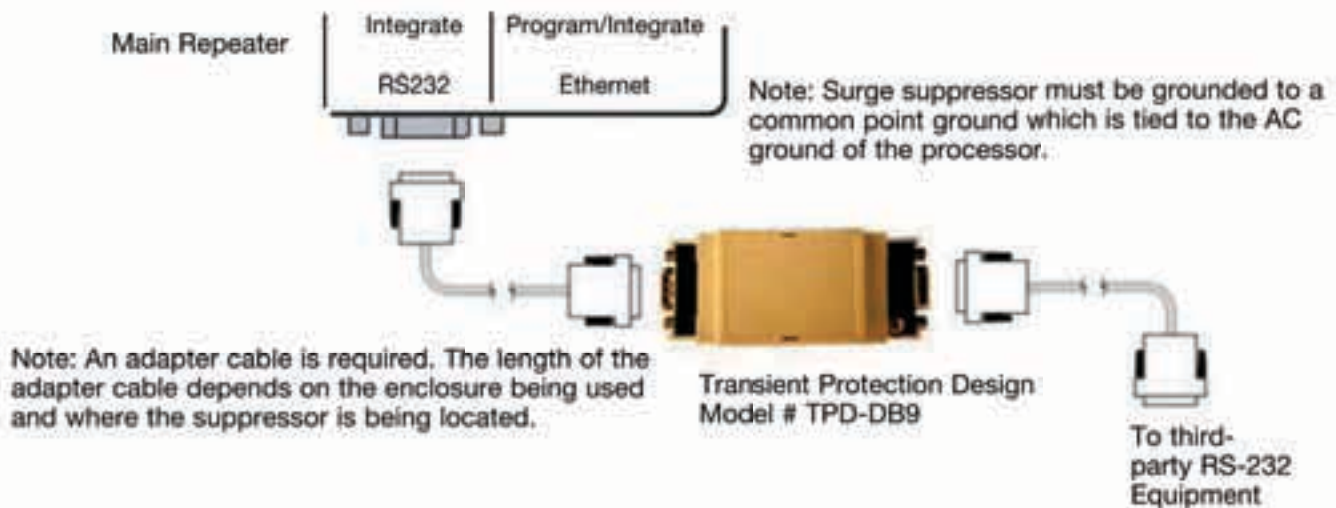 Main Repeater
Integrate
Program/Integrate
RS232
Ethernet
Note: Surge suppressor must be grounded to a
common point ground which is tied to the AC
ground of the processor.
Note: An adapter cable is required. The length of the
adapter cable depends on the enclosure being used
and where the suppressor is being located.
Transient Protection Design
Model # TPD-DB9
To third-
party RS-232
Equipment